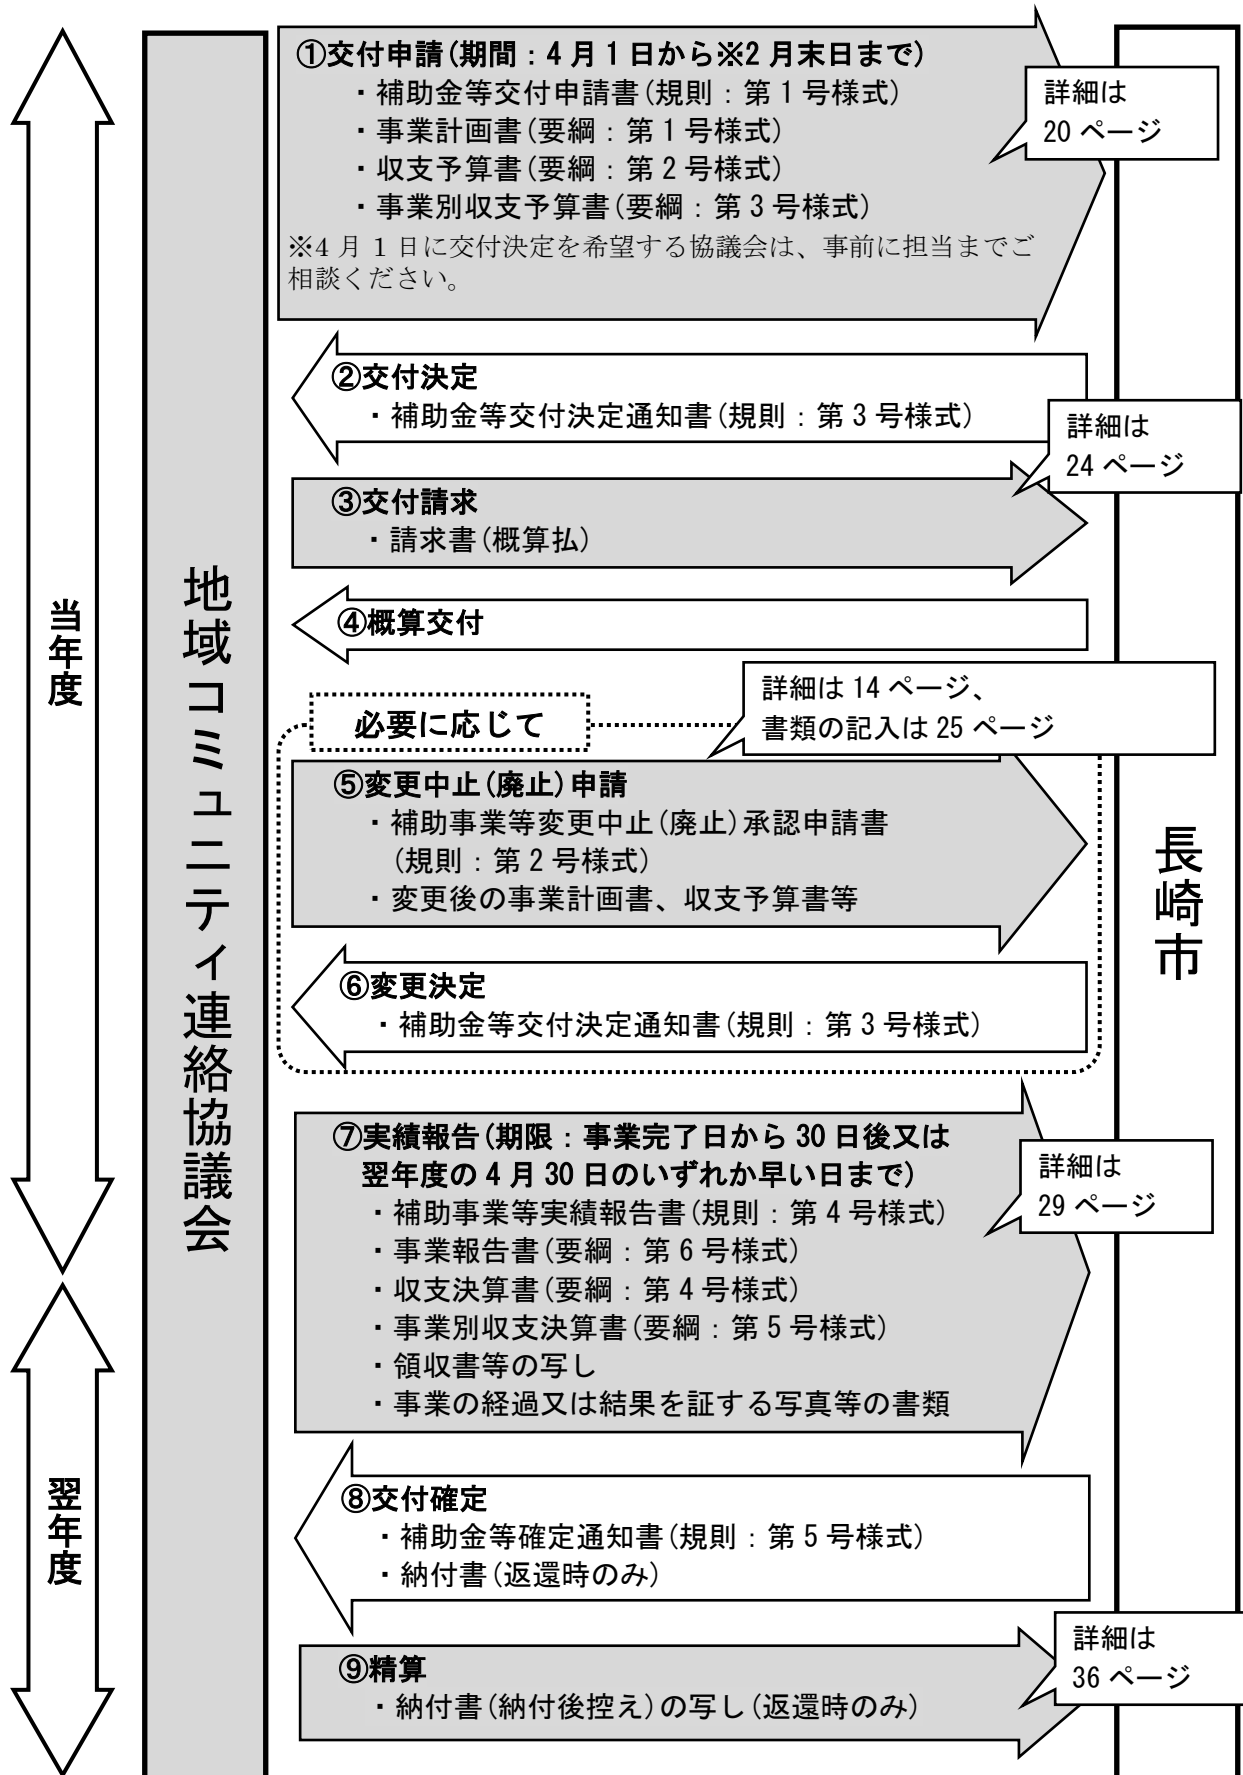 当年度
翌年度
地域コミュニティ連絡協議会
長崎市
①交付申請(期間：4月1日から※2月末日まで)
・補助金等交付申請書(規則：第1号様式)
・事業計画書(要綱：第1号様式)
・収支予算書(要綱：第2号様式)
・事業別収支予算書(要綱：第3号様式)
※4月1日に交付決定を希望する協議会は、事前に担当までご
相談ください。
詳細は
20ページ
②交付決定
・補助金等交付決定通知書(規則：第3号様式)
詳細は
24ページ
③交付請求
・請求書(概算払)
④概算交付
必要に応じて
詳細は14ページ、
書類の記入は25ページ
⑤変更中止(廃止)申請
・補助事業等変更中止(廃止)承認申請書
(規則：第2号様式)
・変更後の事業計画書、収支予算書等
⑥変更決定
・補助金等交付決定通知書(規則：第3号様式)
⑦実績報告(期限：事業完了日から30日後又は
翌年度の4月30日のいずれか早い日まで)
・補助事業等実績報告書(規則：第4号様式)
・事業報告書(要綱：第6号様式)
・収支決算書(要綱：第4号様式)
・事業別収支決算書(要綱：第5号様式)
・領収書等の写し
・事業の経過又は結果を証する写真等の書類
詳細は
29ページ
⑧交付確定
・補助金等確定通知書(規則：第5号様式)
・納付書(返還時のみ)
⑨精算
・納付書(納付後控え)の写し(返還時のみ)
詳細は
36ページ